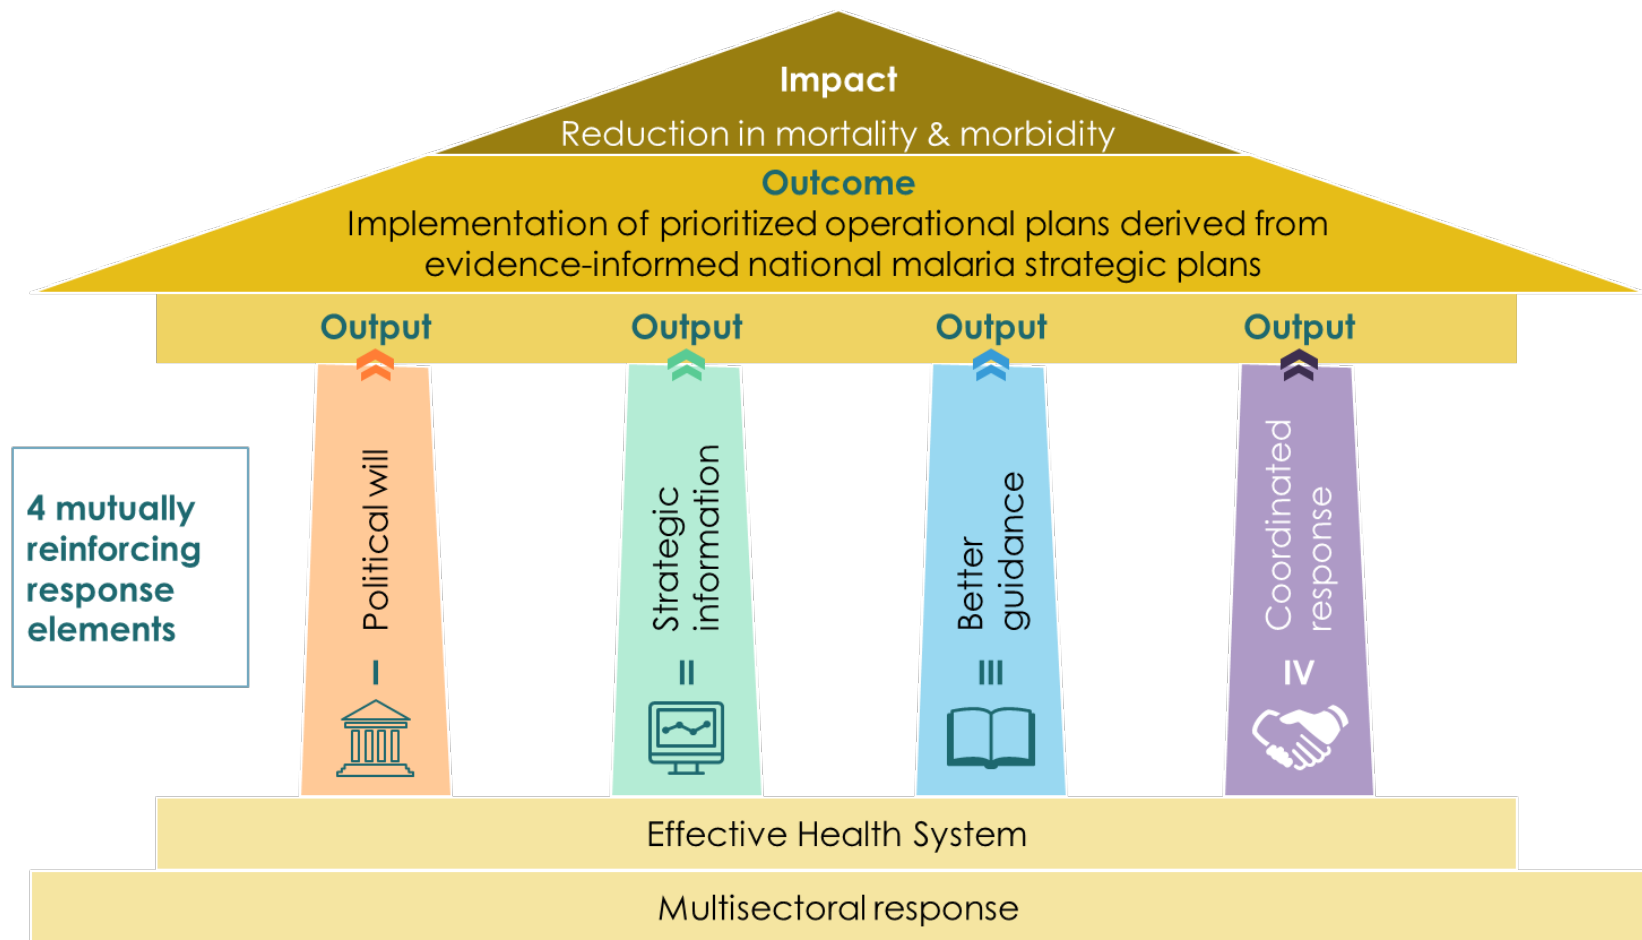 Impact
Reduction in mortality & morbidity
Outcome
Implementation of prioritized operational plans derived from
evidence-informed national malaria strategic plans
Output
Output
Output
Output
4 mutually
reinforcing
response
elements
Political will
I
Strategic
information
II
Better
guidance
III
Coordinated
response
IV
Effective Health System
Multisectoral response